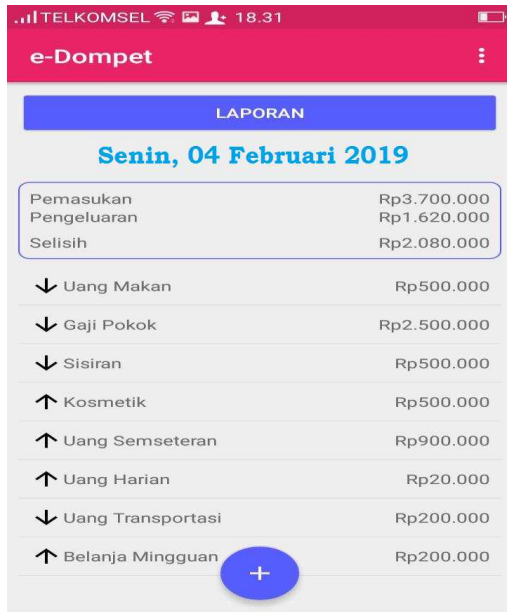 TELKOMSEL 18.31
e-Dompet
LAPORAN
Senin, 04 Februari 2019
Pemasukan Rp3.700.000
Pengeluaran Rp1.620.000
Selisih Rp2.080.000
Uang Makan Rp500.000
Gaji Pokok Rp2.500.000
Sisiran Rp500.000
Kosmetik Rp500.000
Uang Semseteran Rp900.000
Uang Harian Rp20.000
Uang Transportasi Rp200.000
Belanja Mingguan Rp200.000
+